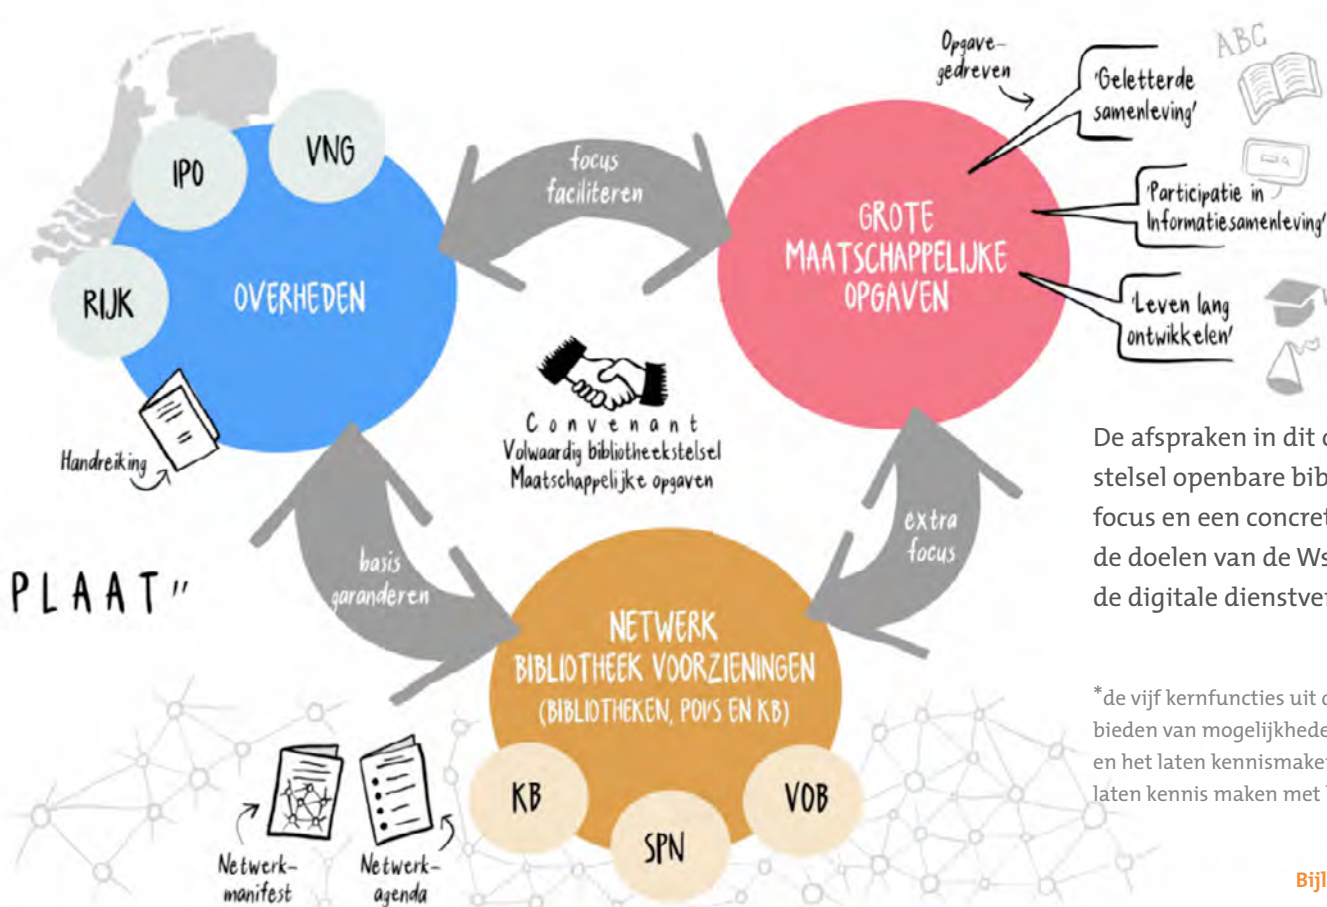 Opgave-
gedreven
ABC
'Geletterde
samenleving'
VNG
IPO
RIJK
OVERHEDEN
focus
faciliteren
GROTE
MAATSCHAPPELIJKE
OPGAVEN
'Participatie in
Informatiesamenleving'
'Leven lang
ontwikkelen'
Handreiking
Convenant
Volwaardig bibliotheekstelsel
Maatschappelijke opgaven
basis
garanderen
extra
focus
PLAAT"
NETWERK
BIBLIOTHEEK VOORZIENINGEN
(BIBLIOTHEKEN, POI'S EN KB)
KB
SPN
VOB
Netwerk-
manifest
Netwerk-
agenda
De afspraken in dit
stelsel openbare bib
focus en een concret
de doelen van de Ws
de digitale dienstver
*de vijf kernfuncties uit
bieden van mogelijkhede
en het laten kennismake
laten kennis maken met
Bijl